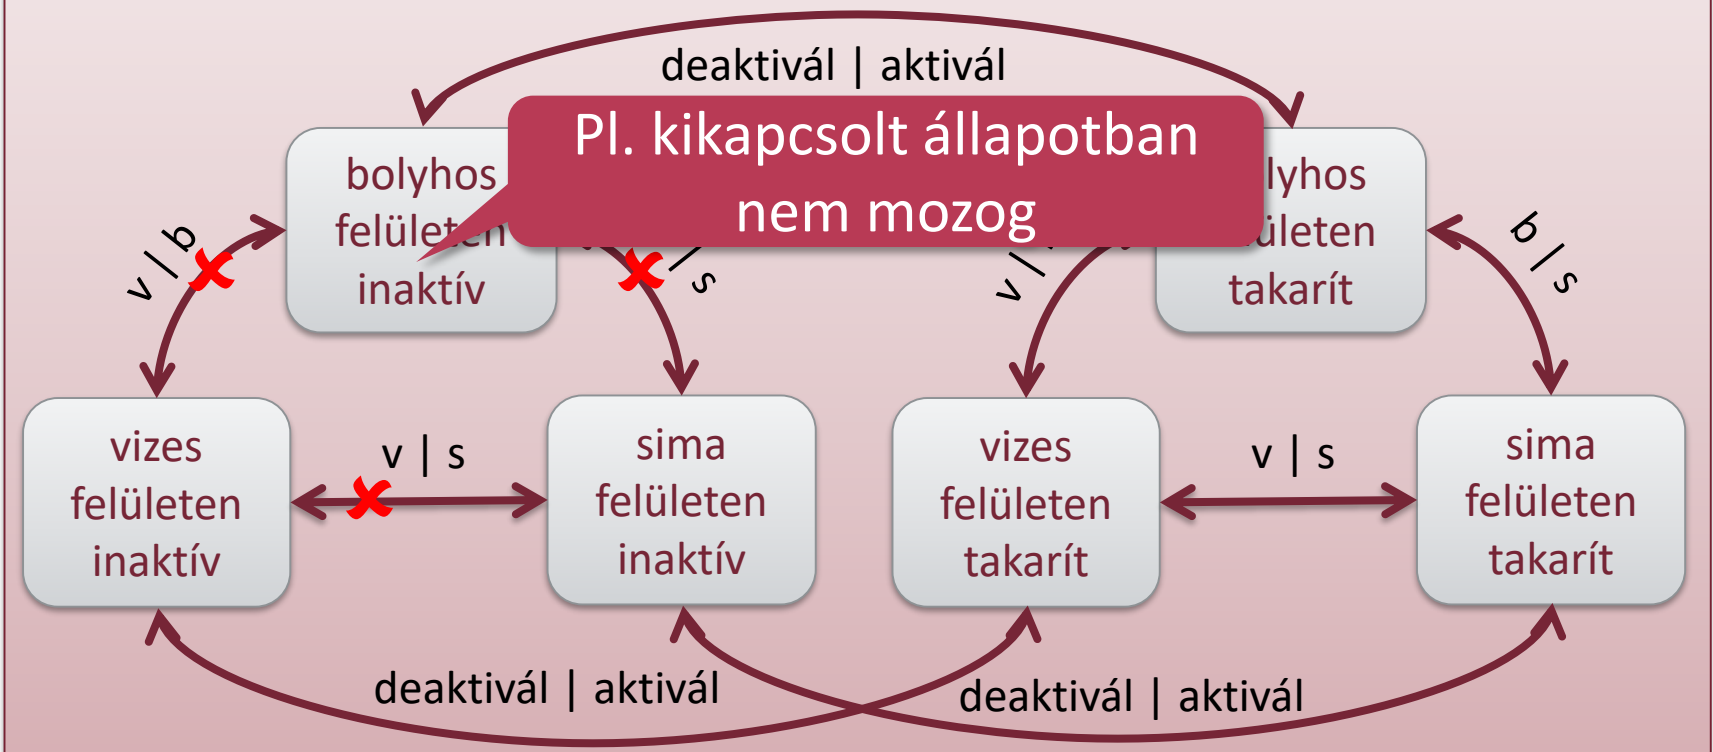 deaktivál | aktivál
Pl. kikapcsolt állapotban
nem mozog
bolyhos
felületen
inaktív
lyhos
ületen
takarít
v | b
| s
v |
b | s
vizes
felületen
inaktív
v | s
sima
felületen
inaktív
vizes
felületen
takarít
v | s
sima
felületen
takarít
deaktivál | aktivál
deaktivál | aktivál